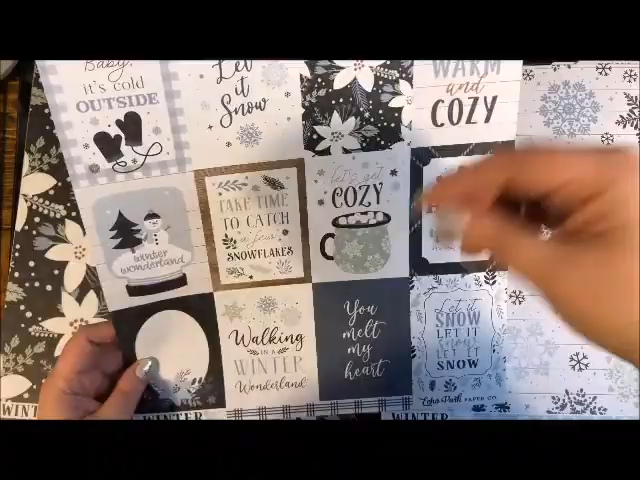 Baby,
it's cold
OUTSIDE
Let
it
Snow
WARM
and
COZY
winter
wonderland
TAKE TIME
TO CATCH
a few
SNOWFLAKES
let's get
COZY
Walking
IN A
WINTER
Wonderland
You
melt
my
heart
let it
SNOW
LET IT
snow
LET IT
SNOW
Echo Park PAPER CO.
WINT
WINTER
WINTER